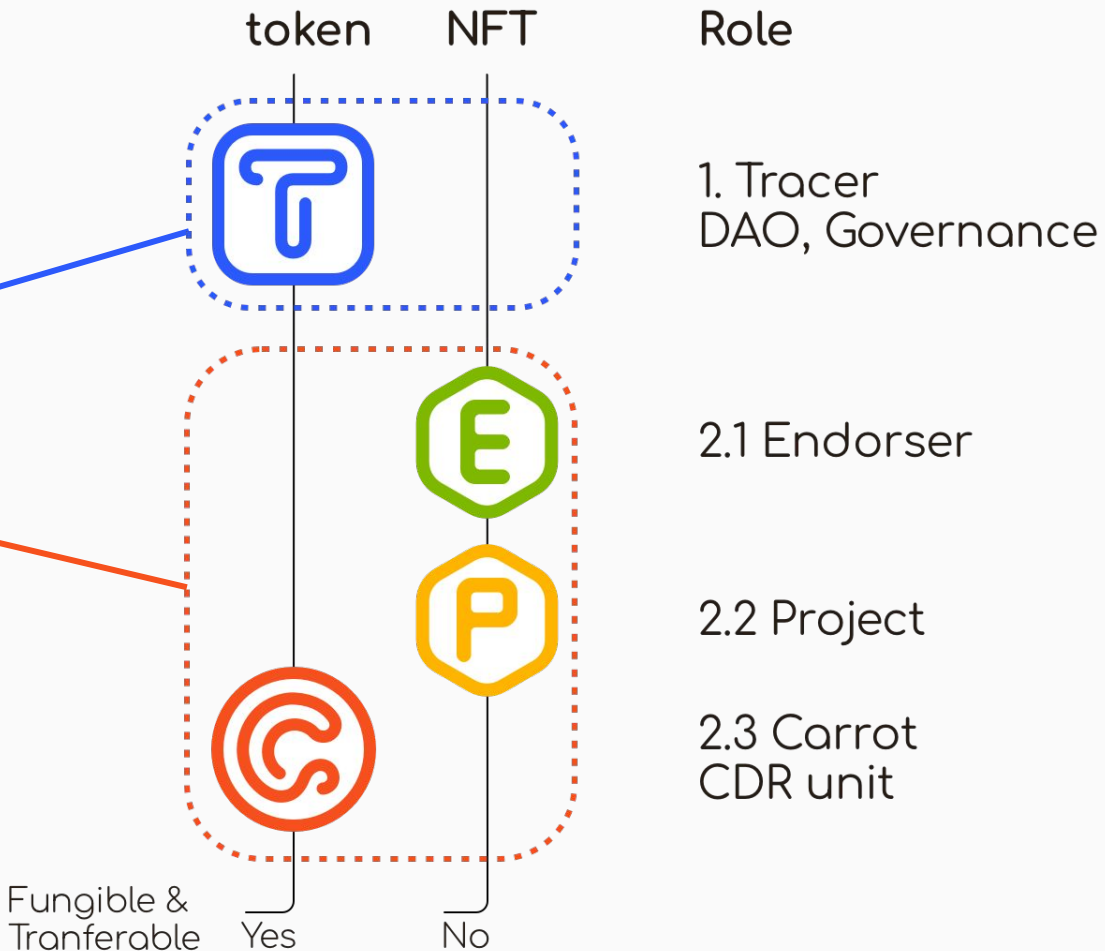 token NFT Role
T
1. Tracer
DAO, Governance
E
2.1 Endorser
P
2.2 Project
C
2.3 Carrot
CDR unit
Fungible &
Tranferable Yes No